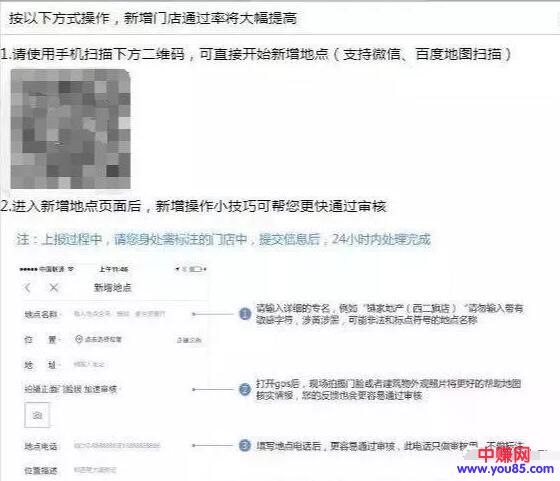 按以下方式操作，新增门店通过率将大幅提高
1.请使用手机扫描下方二维码，可直接开始新增地点（支持微信、百度地图扫描）
2.进入新增地点页面后，新增操作小技巧可帮您更快通过审核
注：上报过程中，请您身处需标注的门店中，提交信息后，24小时内处理完成
中国联通 上午11:46
新增地点
地点名称
1 请输入详细的专名，例如“链家地产（西二旗店）”请勿输入带有
敏感字符，涉黄涉黑，可能非法和标点符号的地点名称
位 置 点击选择位置
地 址
拍摄正面门脸照 加速审核
2 打开gps后，现场拍摄门脸或者建筑物外观照片将更好的帮助地图
核实情报，您的反馈也会更容易通过审核
地点电话
3 填写地点电话后，更容易通过审核，此电话只做审核用，不做标注
位置描述
中赚网
www.you85.com